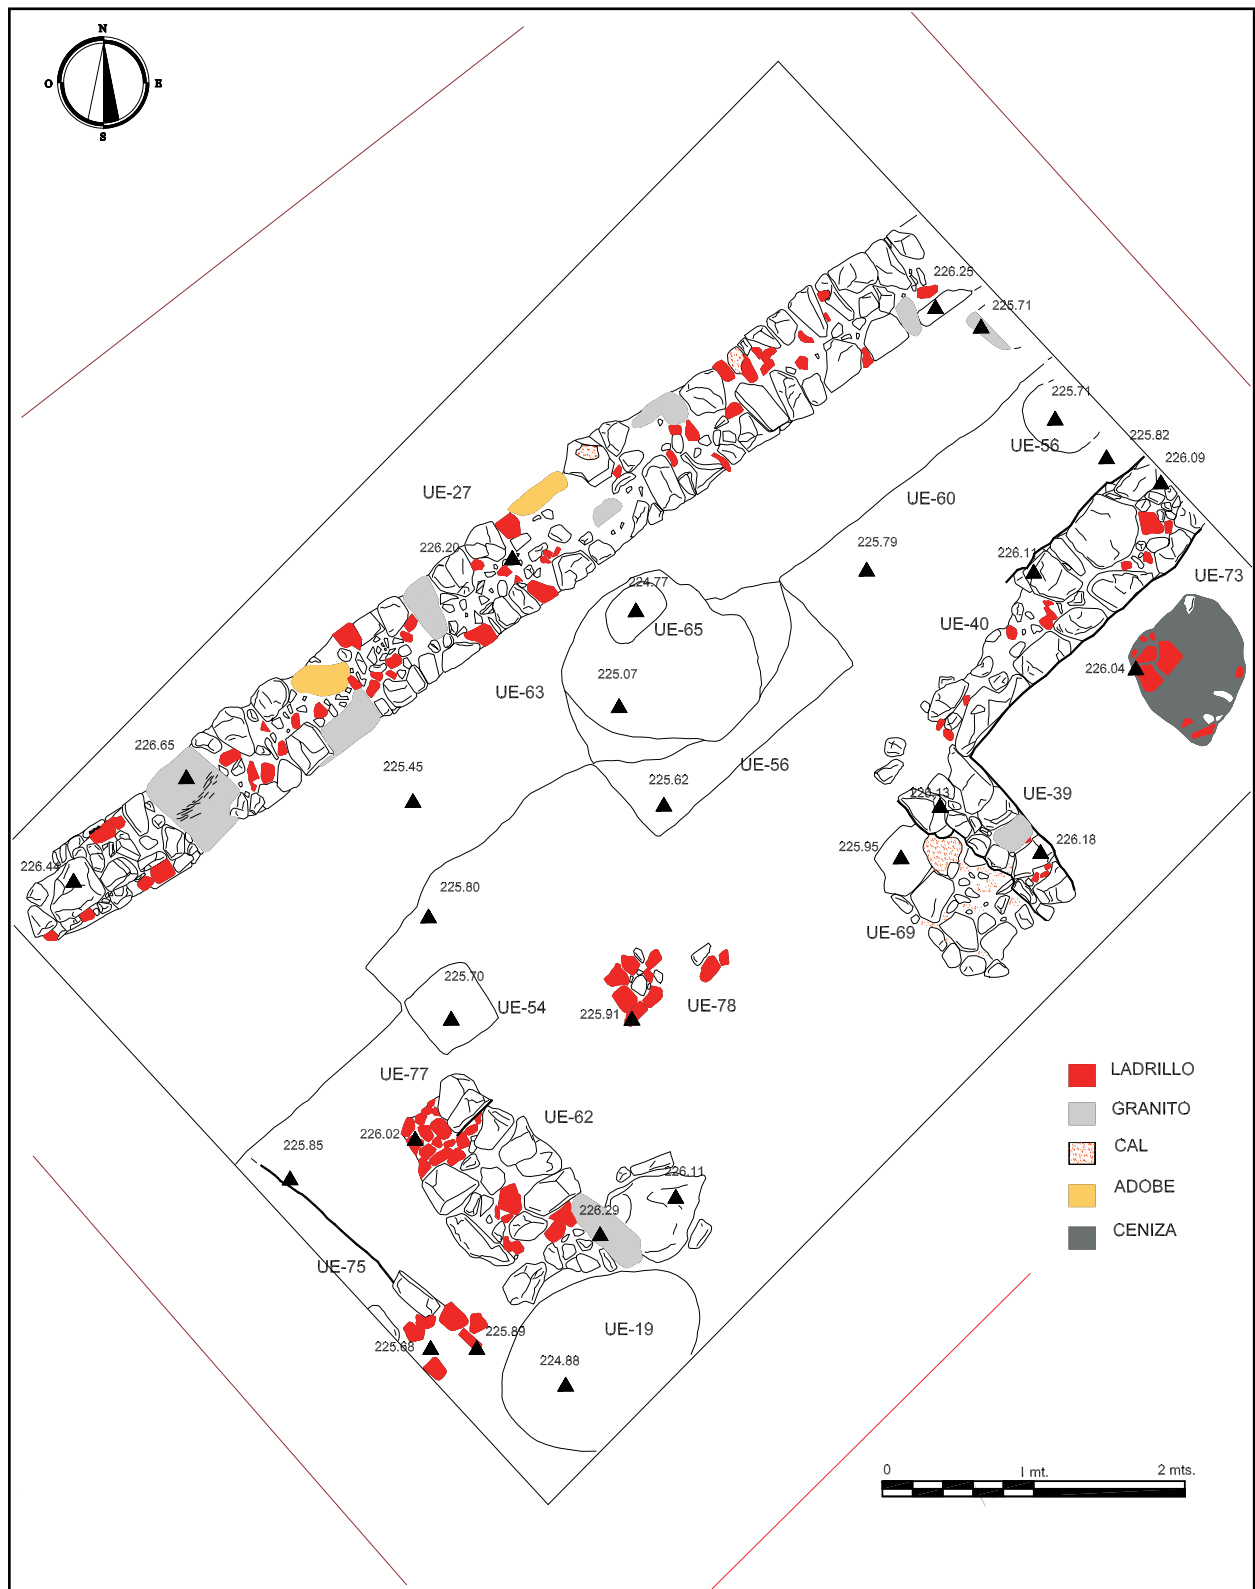 N
O E
S
226.25
225.71
225.71
UE-56
225.82
226.09
UE-27
UE-60
226.20
225.79
226.11
UE-73
224.77
UE-65
UE-40
225.07
226.04
UE-63
226.65
225.45
225.62
UE-56
UE-39
226.13
226.18
225.95
226.44
225.80
UE-69
225.70
UE-54
225.91
UE-78
UE-77
UE-62
226.02
225.85
226.11
226.29
UE-75
225.89
225.68
UE-19
224.88
LADRILLO
GRANITO
CAL
ADOBE
CENIZA
0 1 mt. 2 mts.